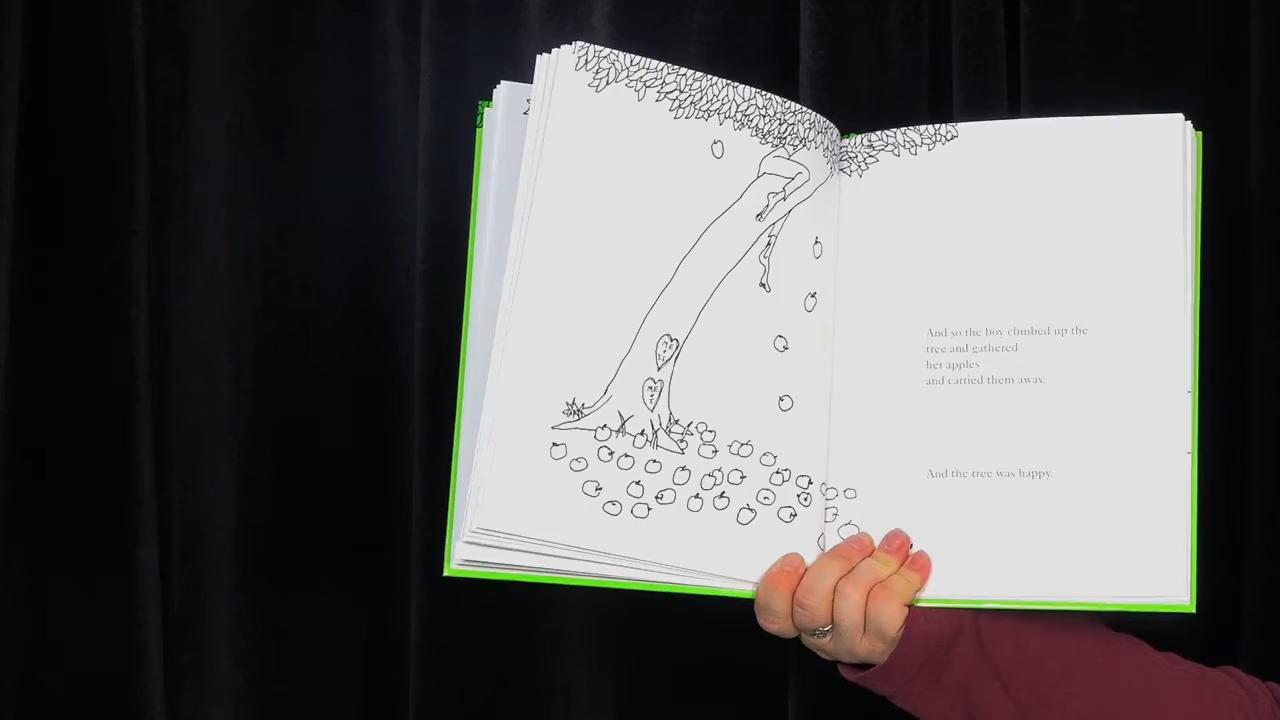 M.E.
+
T.
M.E.
+
T.
And so the boy climbed up the
tree and gathered
her apples
and carried them away.
And the tree was happy.